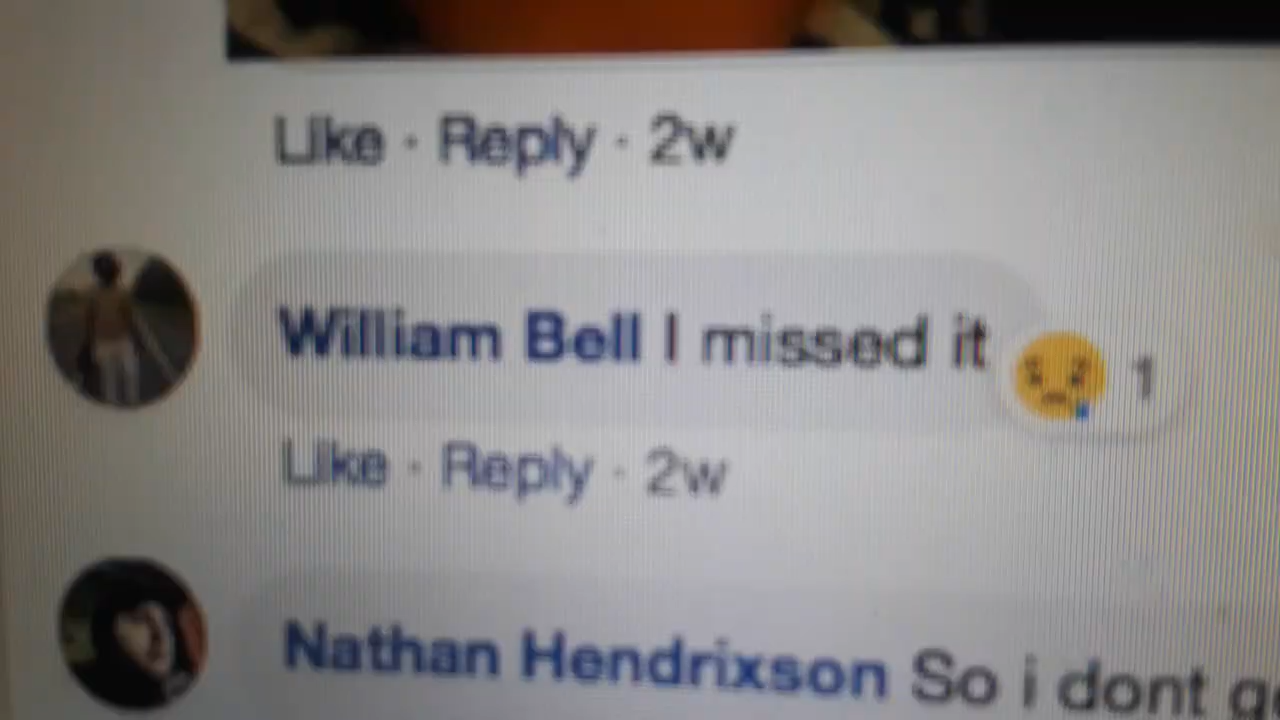 Like · Reply · 2w
William Bell I missed it
1
Like · Reply · 2w
Nathan Hendrixson So i dont